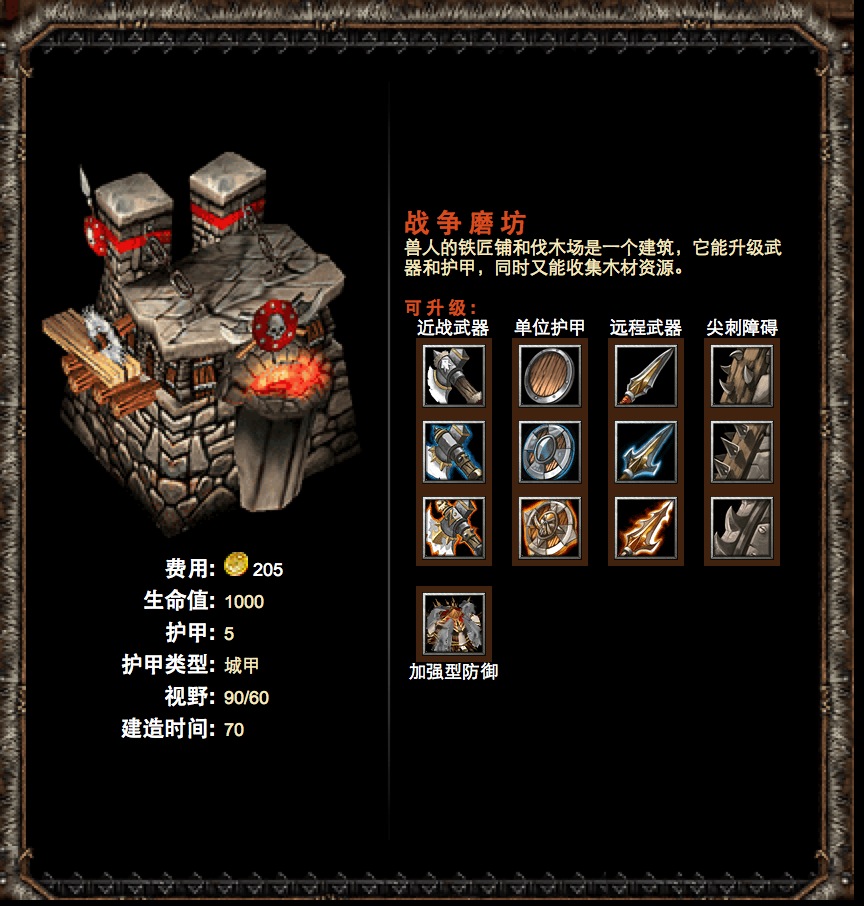 战争磨坊
兽人的铁匠铺和伐木场是一个建筑，它能升级武
器和护甲，同时又能收集木材资源。
可升级：
近战武器 单位护甲 远程武器 尖刺障碍
加强型防御
费用: 205
生命值: 1000
护甲: 5
护甲类型: 城甲
视野: 90/60
建造时间: 70